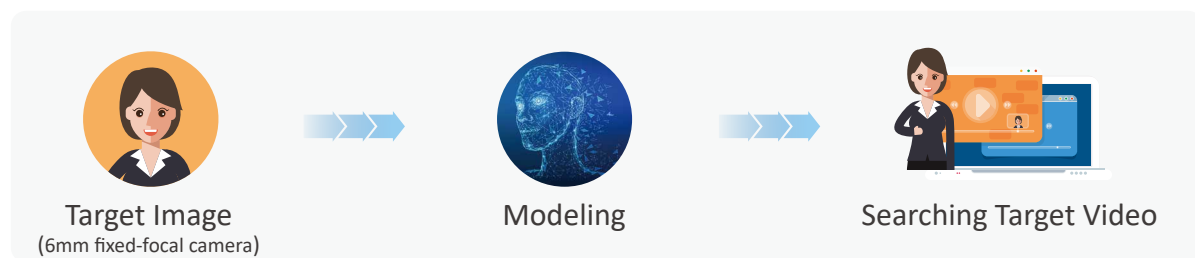 Target Image
(6mm fixed-focal camera)
Modeling
Searching Target Video